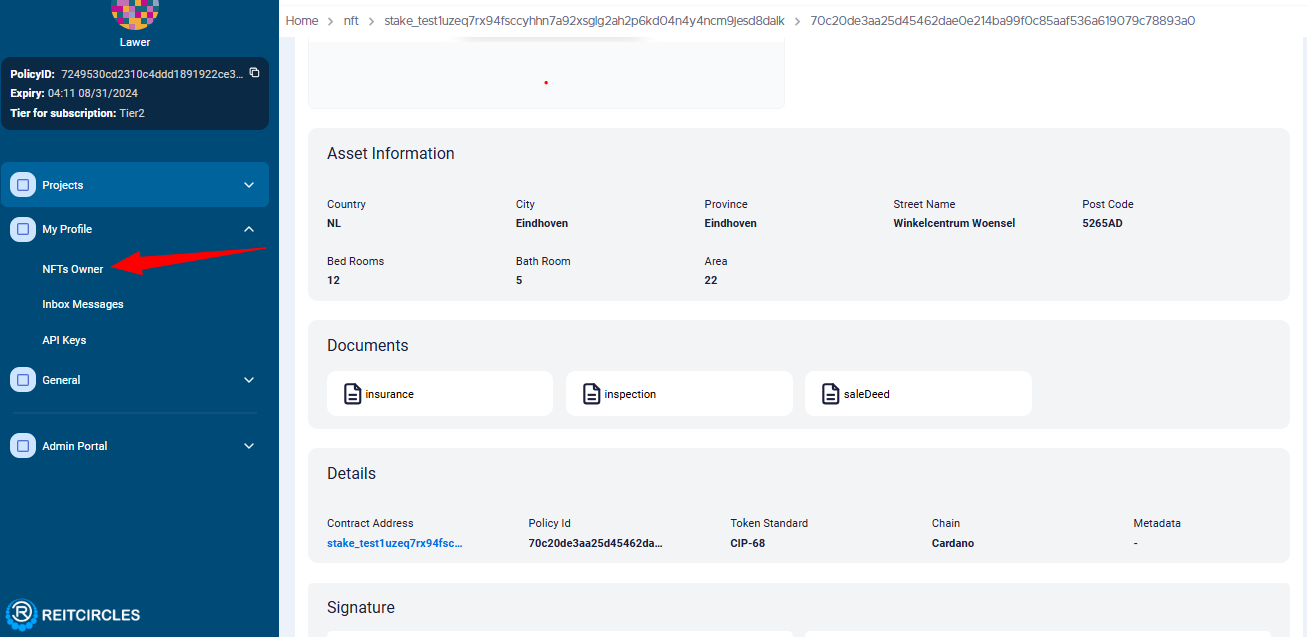 Lawer
PolicyID: 7249530cd2310c4ddd1891922ce3...
Expiry: 04:11 08/31/2024
Tier for subscription: Tier2
Projects
My Profile
NFTs Owner
Inbox Messages
API Keys
General
Admin Portal
REITCIRCLES
Home > nft > stake_test1uzeq7rx94fsccyhhn7a92xsglg2ah2p6kd04n4y4ncm9jesd8dalk > 70c20de3aa25d45462dae0e214ba99f0c85aaf536a619079c78893a0
Asset Information
Country City Province Street Name Post Code
NL Eindhoven Eindhoven Winkelcentrum Woensel 5265AD
Bed Rooms Bath Room Area
12 5 22
Documents
insurance inspection saleDeed
Details
Contract Address Policy Id Token Standard Chain Metadata
stake_test1uzeq7rx94fsc... 70c20de3aa25d45462da... CIP-68 Cardano -
Signature